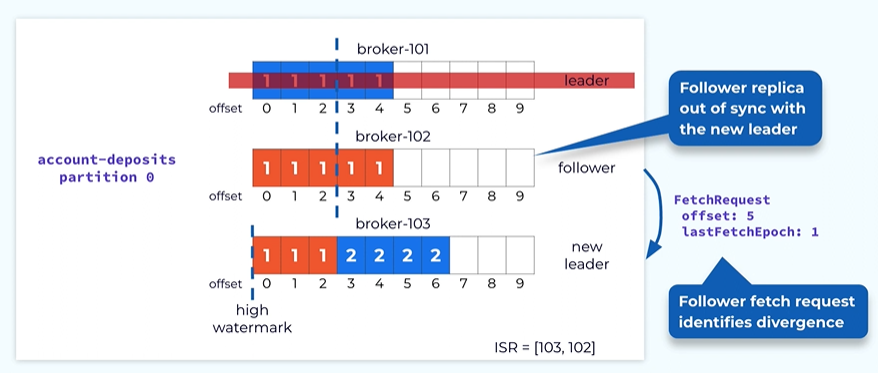 broker-101
1 1 1 1 1
leader
offset 0 1 2 3 4 5 6 7 8 9
Follower replica
out of sync with
the new leader
account-deposits
partition 0
broker-102
1 1 1 1 1
follower
offset 0 1 2 3 4 5 6 7 8 9
FetchRequest
offset: 5
lastFetchEpoch: 1
broker-103
1 1 1 2 2 2 2
new
leader
offset 0 1 2 3 4 5 6 7 8 9
high
watermark
Follower fetch request
identifies divergence
ISR = [103, 102]